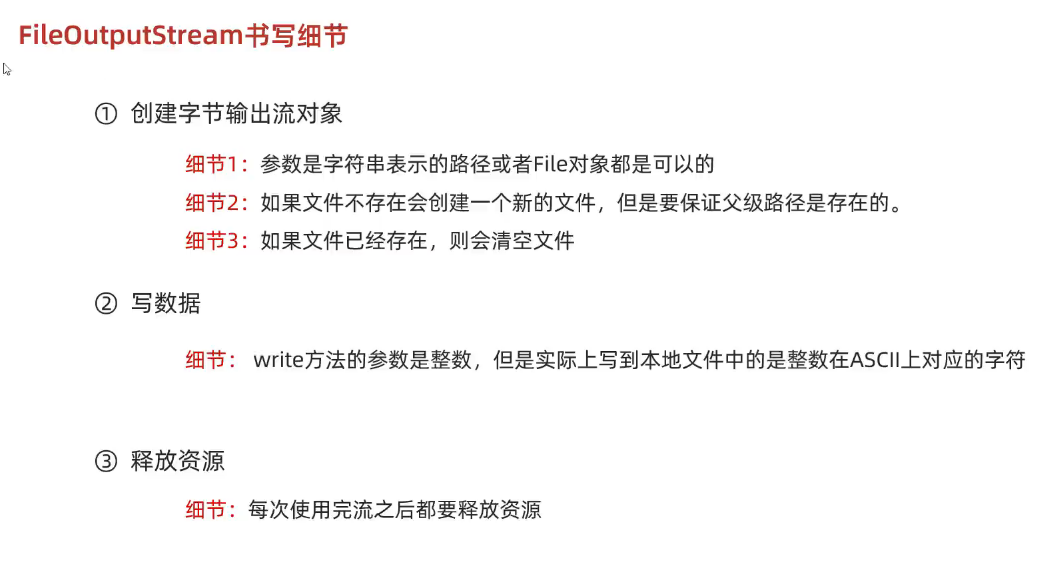 FileOutputStream书写细节
① 创建字节输出流对象
细节1：参数是字符串表示的路径或者File对象都是可以的
细节2：如果文件不存在会创建一个新的文件，但是要保证父级路径是存在的。
细节3：如果文件已经存在，则会清空文件
② 写数据
细节： write方法的参数是整数，但是实际上写到本地文件中的是整数在ASCII上对应的字符
③ 释放资源
细节：每次使用完流之后都要释放资源